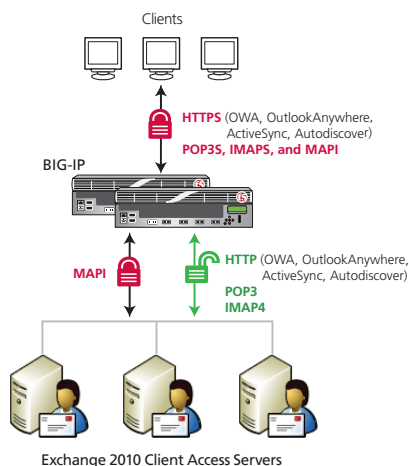 Clients
HTTPS (OWA, OutlookAnywhere,
ActiveSync, Autodiscover)
POP3S, IMAPS, and MAPI
BIG-IP
MAPI
HTTP (OWA, OutlookAnywhere,
ActiveSync, Autodiscover)
POP3
IMAP4
Exchange 2010 Client Access Servers